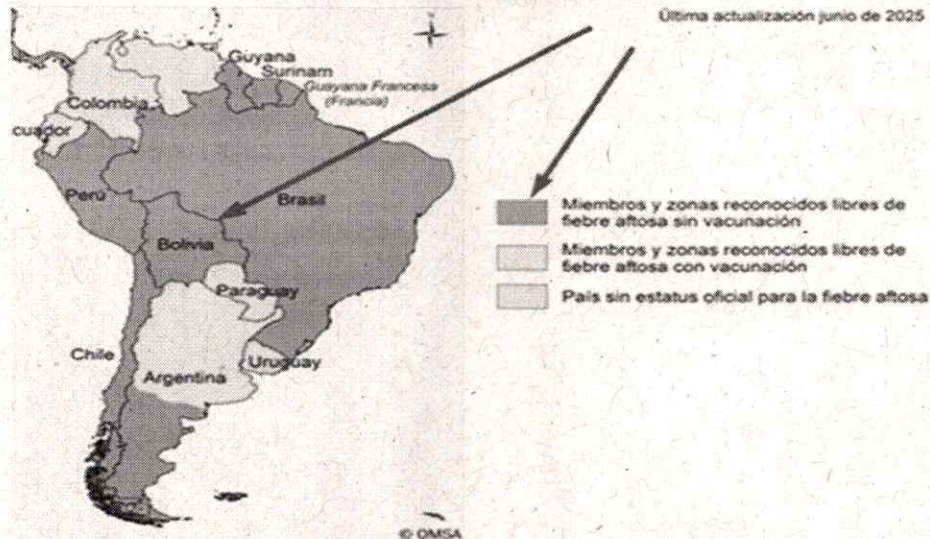 Última actualización junio de 2025
Guyana
Surinam
Guayana Francesa
(Francia)
Colombia
cuador
Perú
Brasil
Bolivia
Paraguay
Chile
Uruguay
Argentina
Miembros y zonas reconocidos libres de
fiebre aftosa sin vacunación
Miembros y zonas reconocidos libres de
fiebre aftosa con vacunación
País sin estatus oficial para la fiebre aftosa
© OMSA